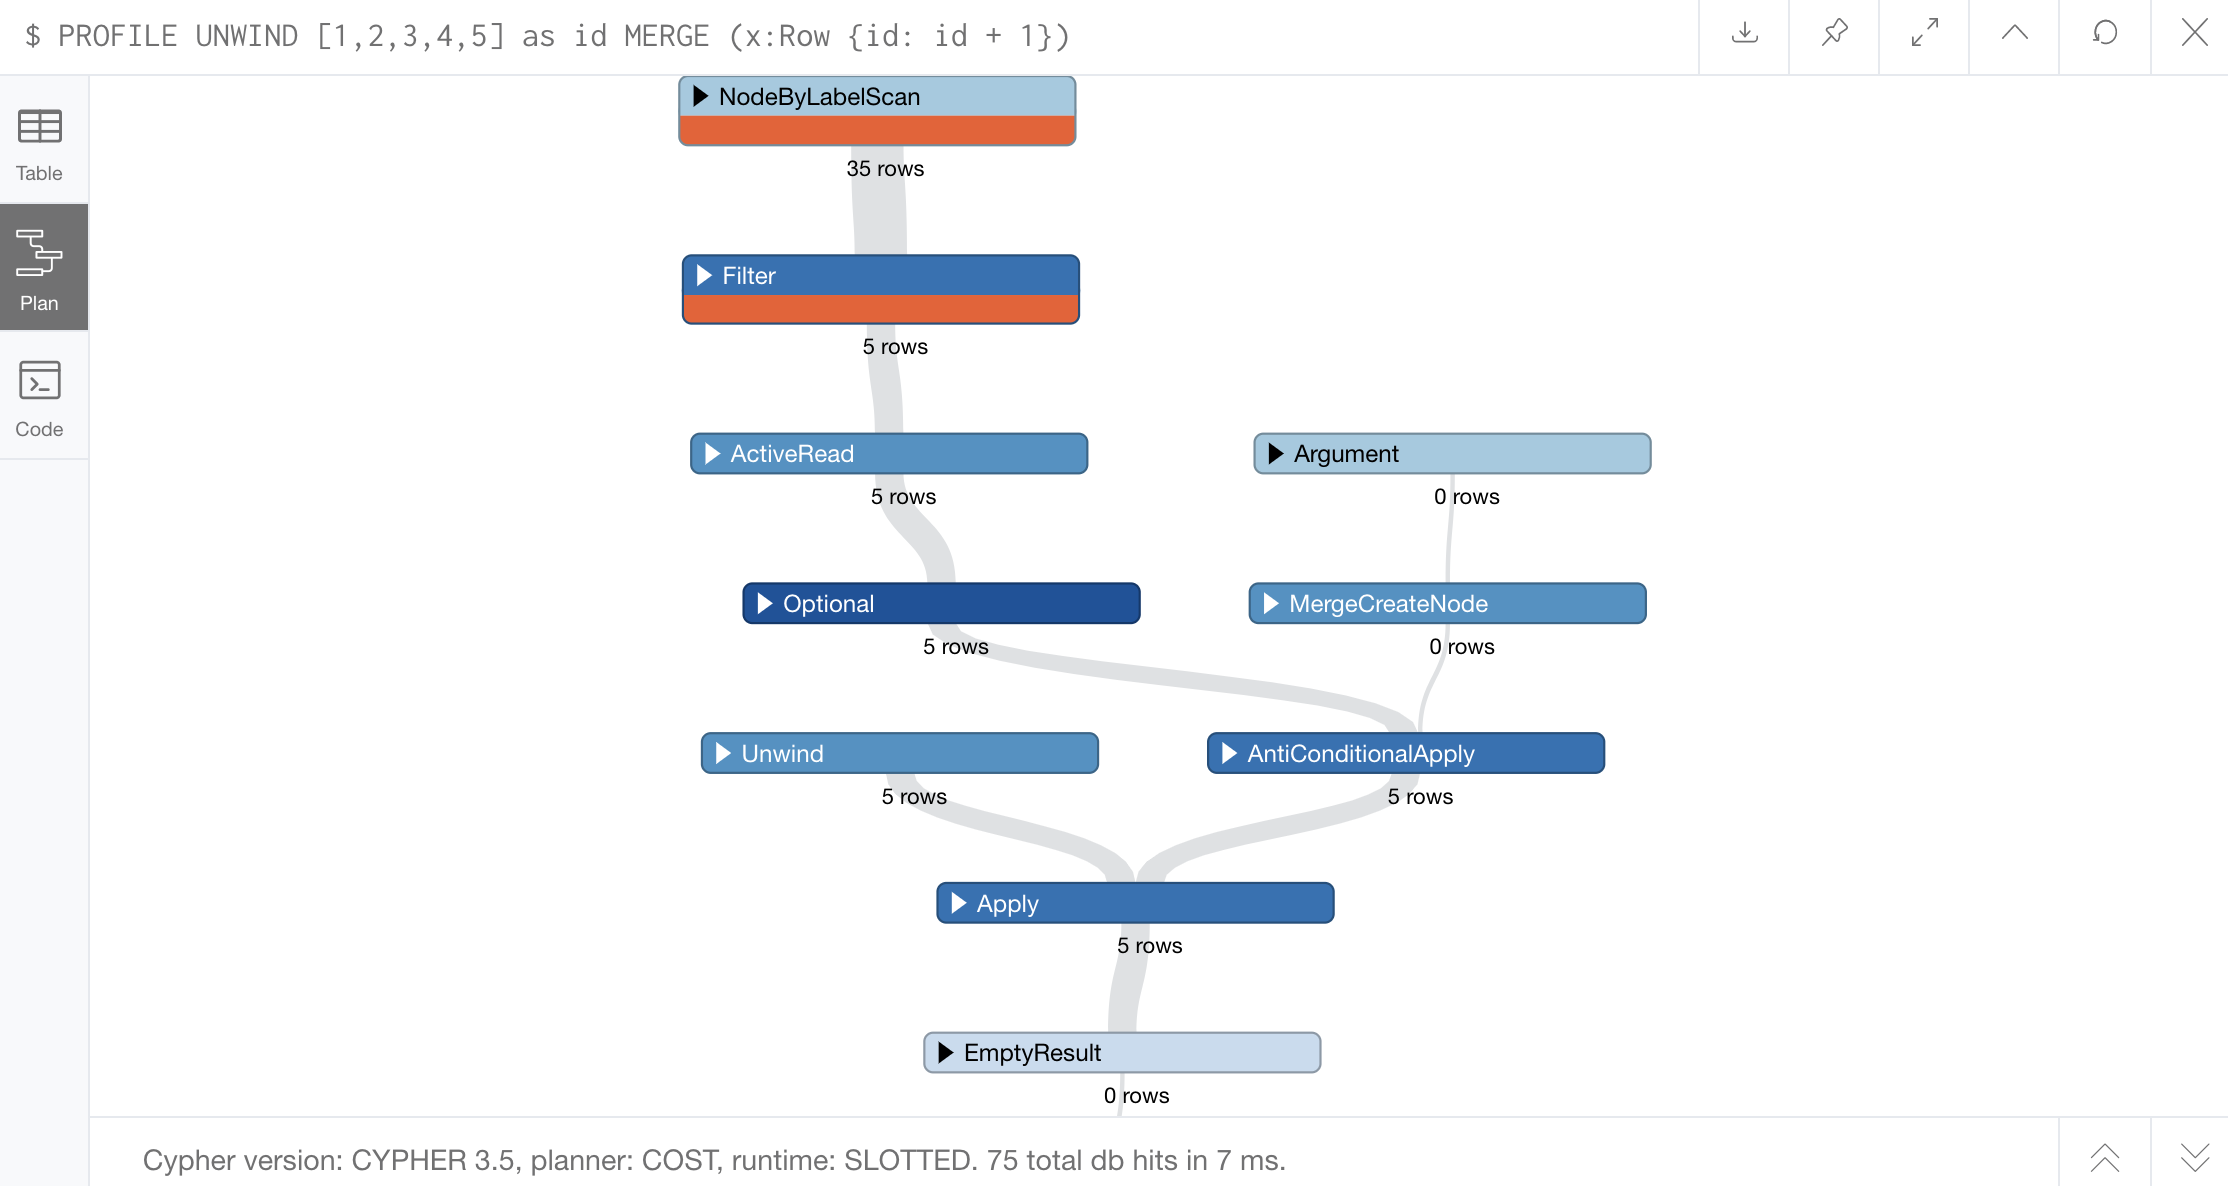 $ PROFILE UNWIND [1,2,3,4,5] as id MERGE (x:Row {id: id + 1})
Table
Plan
Code
NodeByLabelScan
35 rows
Filter
5 rows
ActiveRead
5 rows
Argument
0 rows
Optional
5 rows
MergeCreateNode
0 rows
Unwind
5 rows
AntiConditionalApply
5 rows
Apply
5 rows
EmptyResult
0 rows
Cypher version: CYPHER 3.5, planner: COST, runtime: SLOTTED. 75 total db hits in 7 ms.